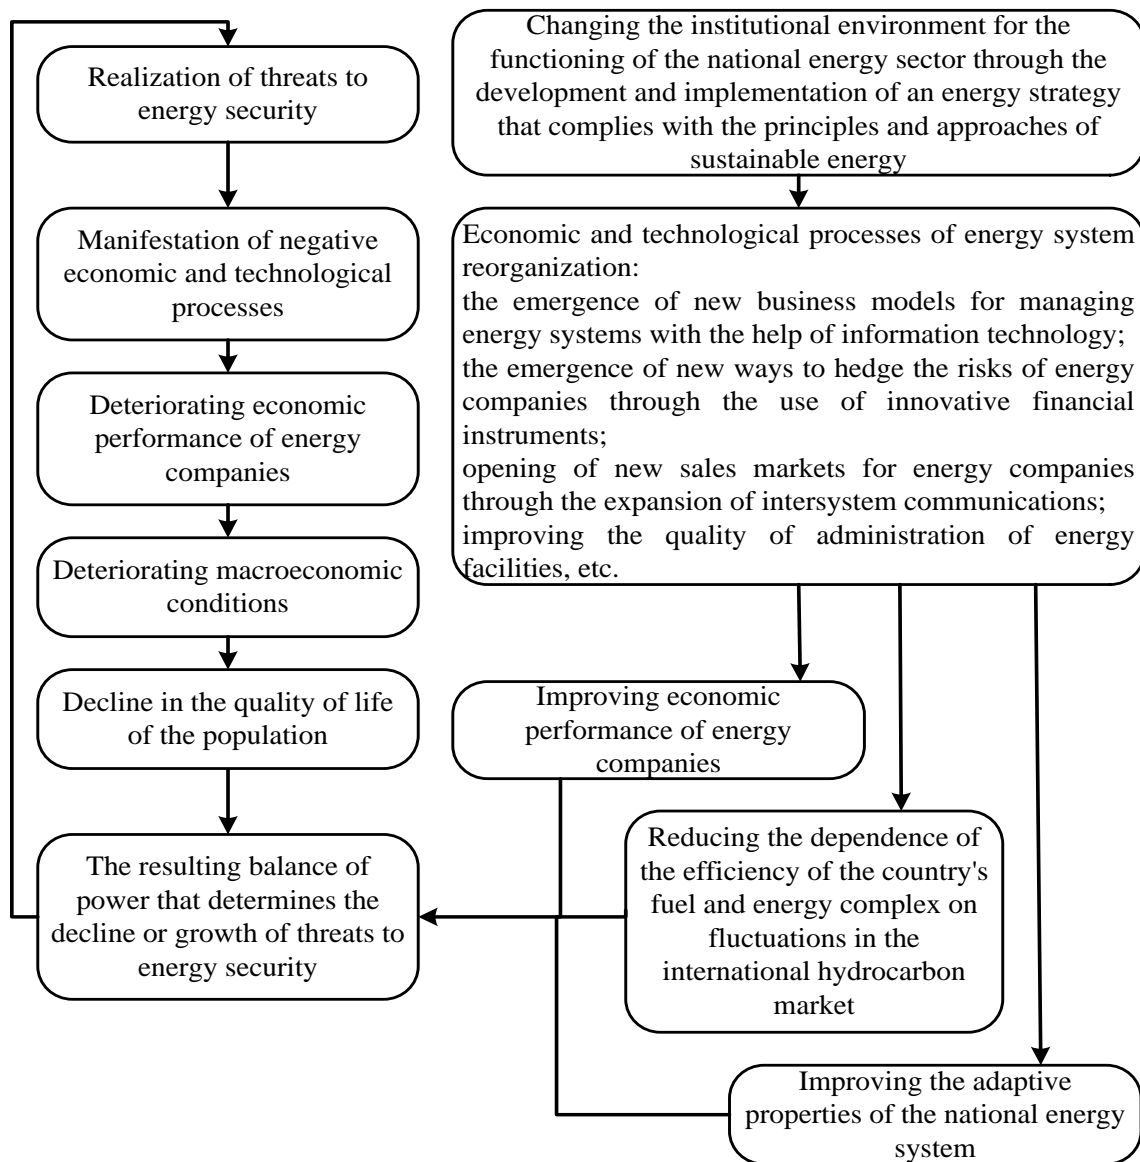 Realization of threats to
energy security
Manifestation of negative
economic and technological
processes
Deteriorating economic
performance of energy
companies
Deteriorating macroeconomic
conditions
Decline in the quality of life
of the population
The resulting balance of
power that determines the
decline or growth of threats to
energy security
Changing the institutional environment for the
functioning of the national energy sector through the
development and implementation of an energy strategy
that complies with the principles and approaches of
sustainable energy
Economic and technological processes of energy system
reorganization:
the emergence of new business models for managing
energy systems with the help of information technology;
the emergence of new ways to hedge the risks of energy
companies through the use of innovative financial
instruments;
opening of new sales markets for energy companies
through the expansion of intersystem communications;
improving the quality of administration of energy
facilities, etc.
Improving economic
performance of energy
companies
Reducing the dependence of
the efficiency of the country's
fuel and energy complex on
fluctuations in the
international hydrocarbon
market
Improving the adaptive
properties of the national energy
system